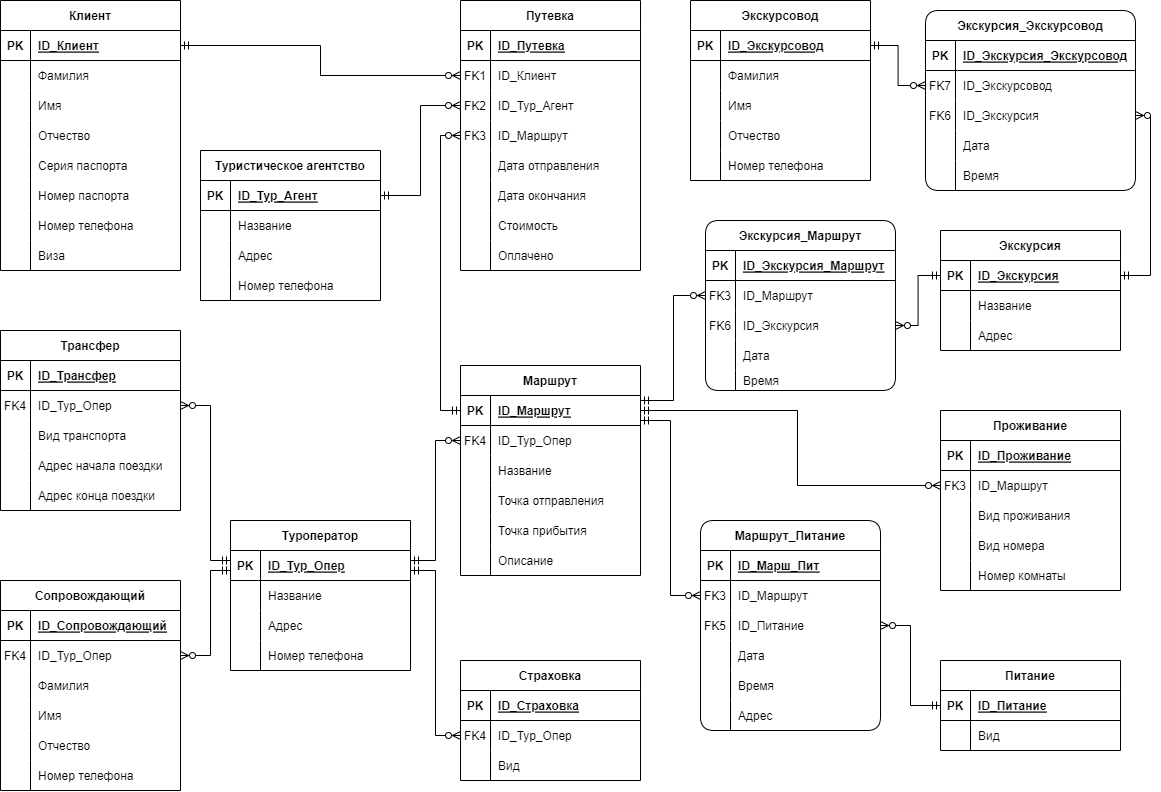 Клиент
PK ID_Клиент
Фамилия
Имя
Отчество
Серия паспорта
Номер паспорта
Номер телефона
Виза
Туристическое агентство
PK ID_Тур_Агент
Название
Адрес
Номер телефона
Путевка
PK ID_Путевка
FK1 ID_Клиент
FK2 ID_Тур_Агент
FK3 ID_Маршрут
Дата отправления
Дата окончания
Стоимость
Оплачено
Экскурсовод
PK ID_Экскурсовод
Фамилия
Имя
Отчество
Номер телефона
Экскурсия_Экскурсовод
PK ID_Экскурсия_Экскурсовод
FK7 ID_Экскурсовод
FK6 ID_Экскурсия
Дата
Время
Экскурсия_Маршрут
PK ID_Экскурсия_Маршрут
FK3 ID_Маршрут
FK6 ID_Экскурсия
Дата
Время
Экскурсия
PK ID_Экскурсия
Название
Адрес
Трансфер
PK ID_Трансфер
FK4 ID_Тур_Опер
Вид транспорта
Адрес начала поездки
Адрес конца поездки
Маршрут
PK ID_Маршрут
FK4 ID_Тур_Опер
Название
Точка отправления
Точка прибытия
Описание
Проживание
PK ID_Проживание
FK3 ID_Маршрут
Вид проживания
Вид номера
Номер комнаты
Туроператор
PK ID_Тур_Опер
Название
Адрес
Номер телефона
Маршрут_Питание
PK ID_Марш_Пит
FK3 ID_Маршрут
FK5 ID_Питание
Дата
Время
Адрес
Сопровождающий
PK ID_Сопровождающий
FK4 ID_Тур_Опер
Фамилия
Имя
Отчество
Номер телефона
Страховка
PK ID_Страховка
FK4 ID_Тур_Опер
Вид
Питание
PK ID_Питание
Вид